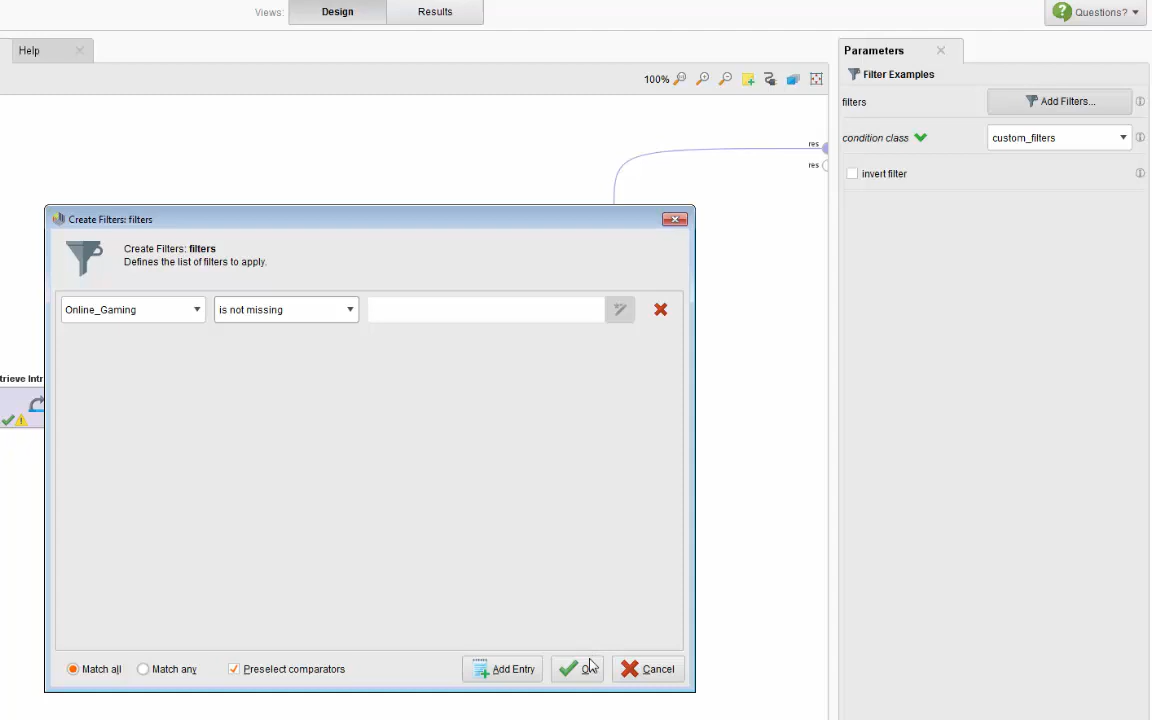 Views: Design Results Questions?
Help
Parameters
Filter Examples
100%
filters Add Filters...
condition class custom_filters
invert filter
res
res
Create Filters: filters
Create Filters: filters
Defines the list of filters to apply.
Online_Gaming is not missing
trieve Intr
Match all Match any Preselect comparators Add Entry Cancel